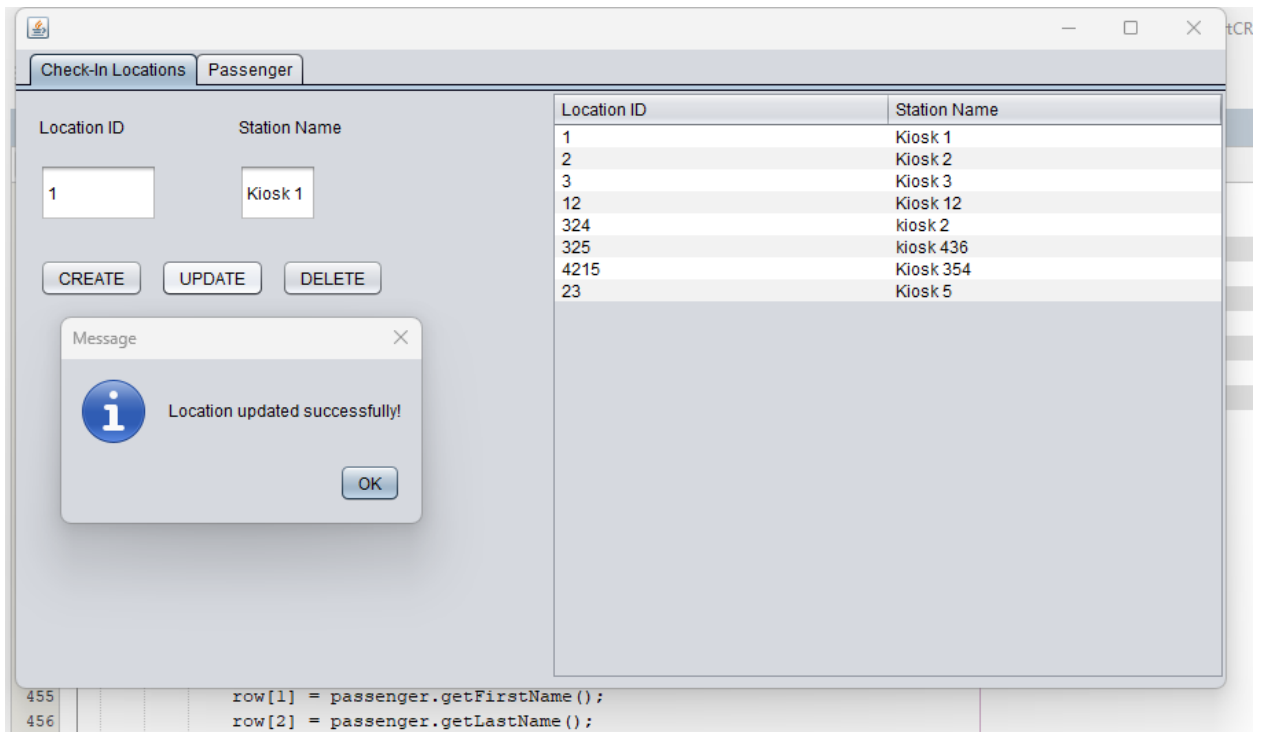 tCR
Check-In Locations Passenger
Location ID Station Name
1 Kiosk 1
CREATE UPDATE DELETE
Message
Location updated successfully!
OK
Location ID Station Name
1 Kiosk 1
2 Kiosk 2
3 Kiosk 3
12 Kiosk 12
324 kiosk 2
325 kiosk 436
4215 Kiosk 354
23 Kiosk 5
455 row[1] = passenger.getFirstName();
456 row[2] = passenger.getLastName();